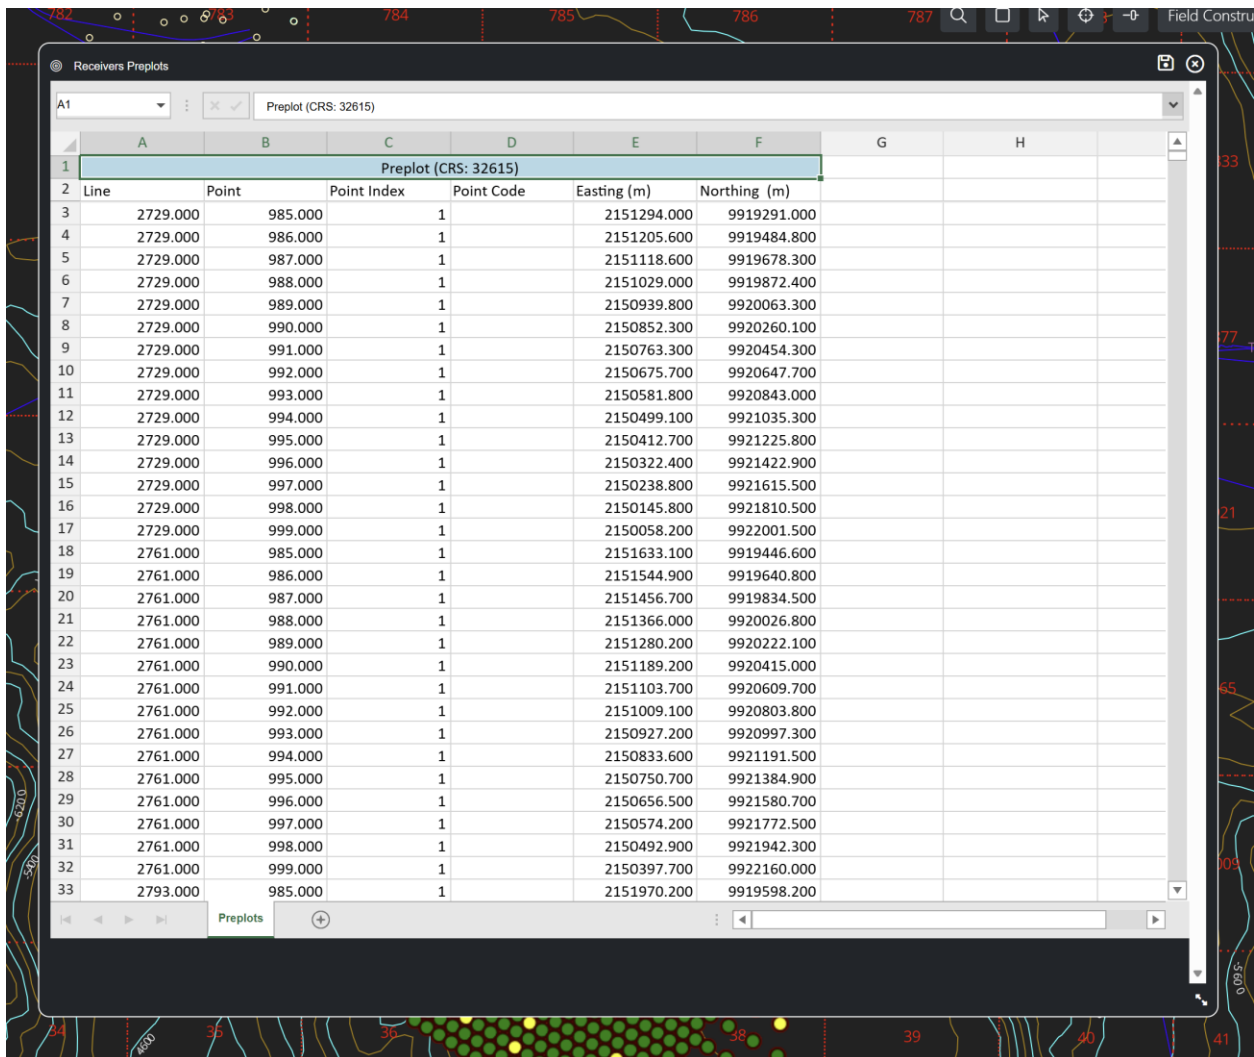 782 783 784 785 786 787 Field Constru
Receivers Preplots
A1 Preplot (CRS: 32615)
A B C D E F G H
1 Preplot (CRS: 32615)
2 Line Point Point Index Point Code Easting (m) Northing (m)
3 2729.000 985.000 1 2151294.000 9919291.000
4 2729.000 986.000 1 2151205.600 9919484.800
5 2729.000 987.000 1 2151118.600 9919678.300
6 2729.000 988.000 1 2151029.000 9919872.400
7 2729.000 989.000 1 2150939.800 9920063.300
8 2729.000 990.000 1 2150852.300 9920260.100
9 2729.000 991.000 1 2150763.300 9920454.300
10 2729.000 992.000 1 2150675.700 9920647.700
11 2729.000 993.000 1 2150581.800 9920843.000
12 2729.000 994.000 1 2150499.100 9921035.300
13 2729.000 995.000 1 2150412.700 9921225.800
14 2729.000 996.000 1 2150322.400 9921422.900
15 2729.000 997.000 1 2150238.800 9921615.500
16 2729.000 998.000 1 2150145.800 9921810.500
17 2729.000 999.000 1 2150058.200 9922001.500
18 2761.000 985.000 1 2151633.100 9919446.600
19 2761.000 986.000 1 2151544.900 9919640.800
20 2761.000 987.000 1 2151456.700 9919834.500
21 2761.000 988.000 1 2151366.000 9920026.800
22 2761.000 989.000 1 2151280.200 9920222.100
23 2761.000 990.000 1 2151189.200 9920415.000
24 2761.000 991.000 1 2151103.700 9920609.700
25 2761.000 992.000 1 2151009.100 9920803.800
26 2761.000 993.000 1 2150927.200 9920997.300
27 2761.000 994.000 1 2150833.600 9921191.500
28 2761.000 995.000 1 2150750.700 9921384.900
29 2761.000 996.000 1 2150656.500 9921580.700
30 2761.000 997.000 1 2150574.200 9921772.500
31 2761.000 998.000 1 2150492.900 9921942.300
32 2761.000 999.000 1 2150397.700 9922160.000
33 2793.000 985.000 1 2151970.200 9919598.200
Preplots
833
77
21
65
009
-6200
-5400
-5600
34 35 36 38 39 40 41
4600